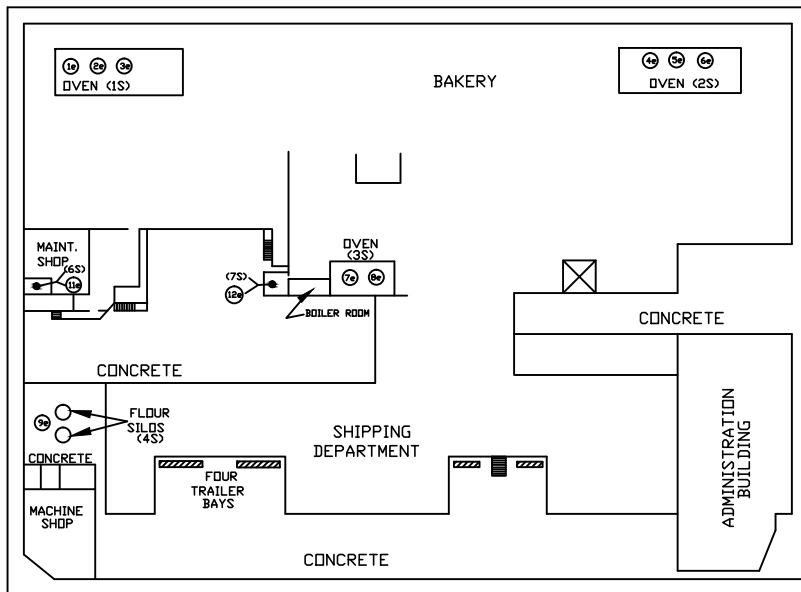 1e 2e 3e
OVEN (1S)
BAKERY
4e 5e 6e
OVEN (2S)
MAINT.
SHOP
(6S)
11e
(7S)
12e
OVEN
(3S)
7e 8e
BOILER ROOM
CONCRETE
CONCRETE
9e
FLOUR
SILOS
(4S)
CONCRETE
SHIPPING
DEPARTMENT
FOUR
TRAILER
BAYS
MACHINE
SHOP
ADMINISTRATION
BUILDING
CONCRETE